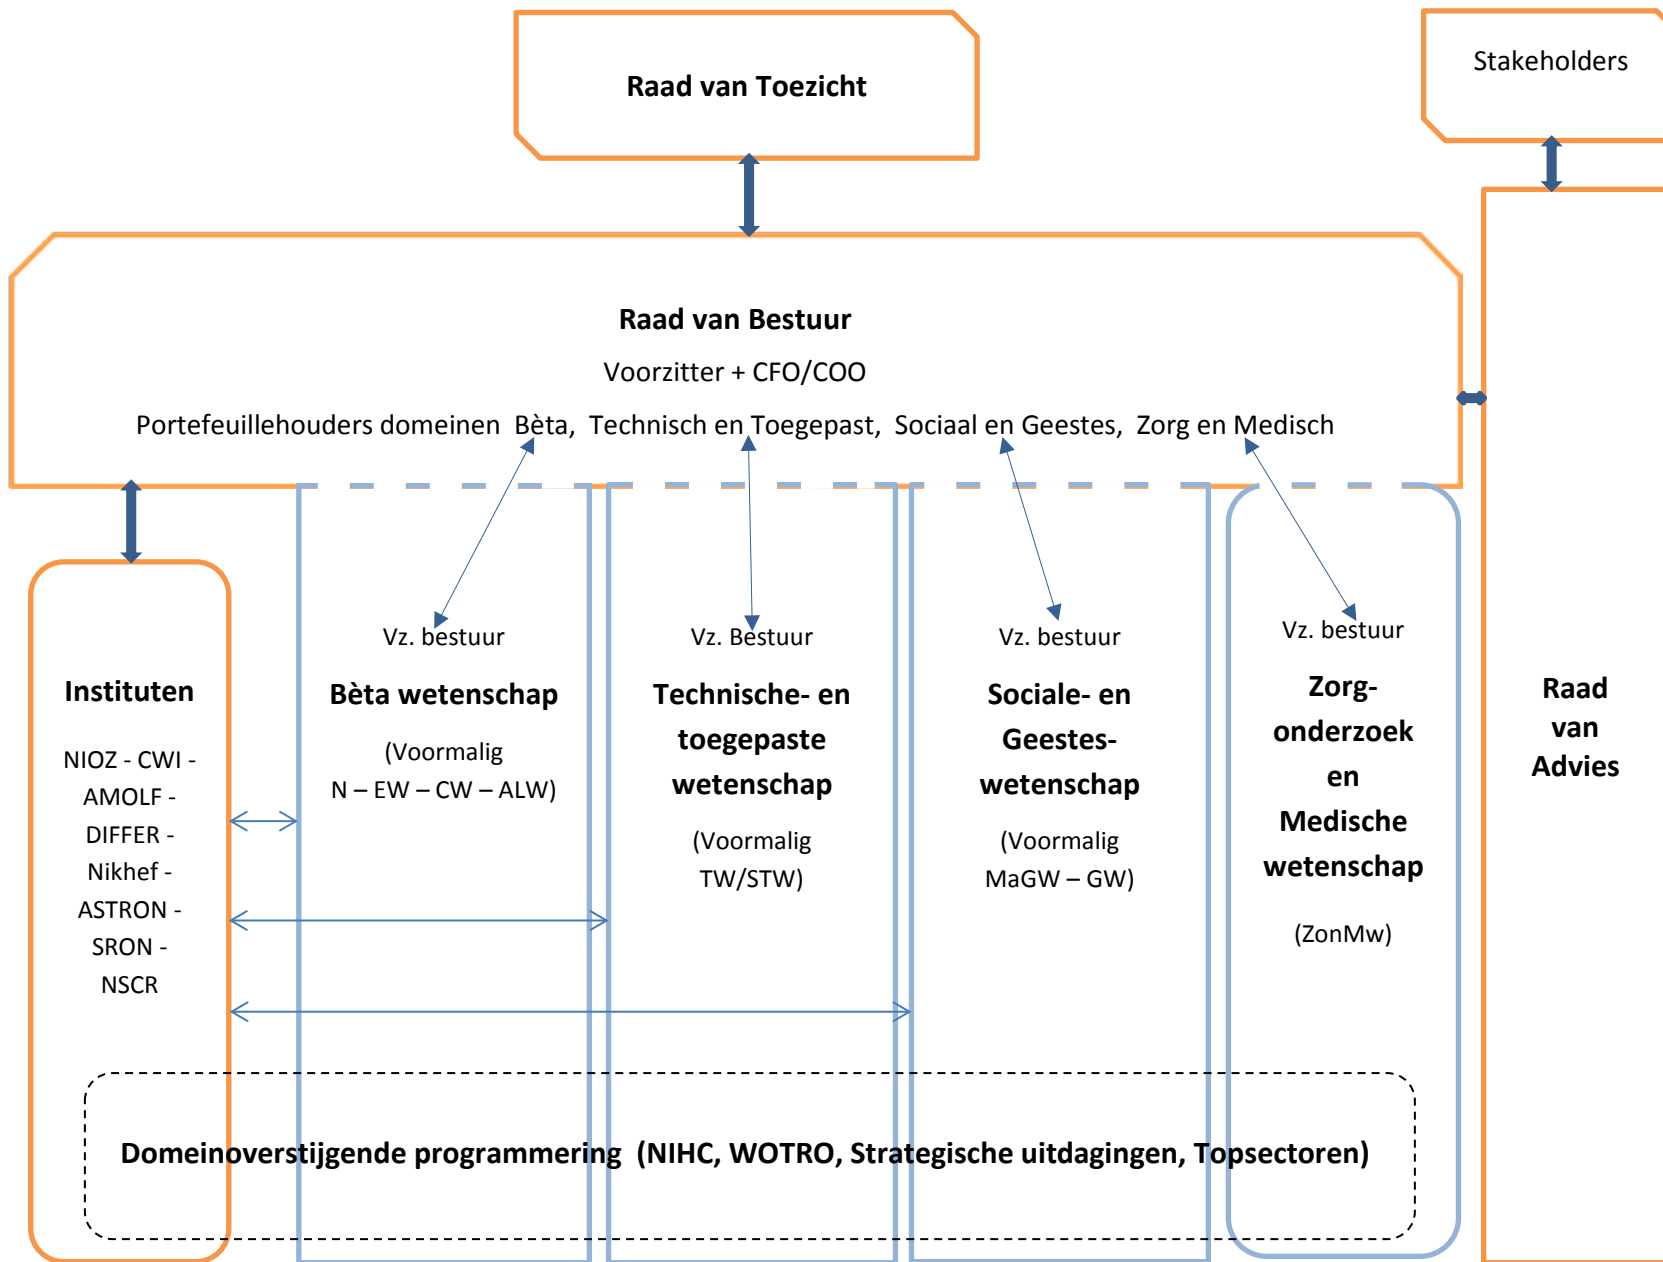 Raad van Toezicht
Stakeholders
Raad van Bestuur
Voorzitter + CFO/COO
Portefeuillehouders domeinen  Bèta,  Technisch en Toegepast,  Sociaal en Geestes,  Zorg en Medisch
Instituten
NIOZ - CWI -
AMOLF -
DIFFER -
Nikhef -
ASTRON -
SRON -
NSCR
Vz. bestuur
Bèta wetenschap
(Voormalig
N – EW – CW – ALW)
Vz. Bestuur
Technische- en
toegepaste
wetenschap
(Voormalig
TW/STW)
Vz. bestuur
Sociale- en
Geestes-
wetenschap
(Voormalig
MaGW – GW)
Vz. bestuur
Zorg-
onderzoek
en
Medische
wetenschap
(ZonMw)
Raad
van
Advies
Domeinoverstijgende programmering  (NIHC, WOTRO, Strategische uitdagingen, Topsectoren)